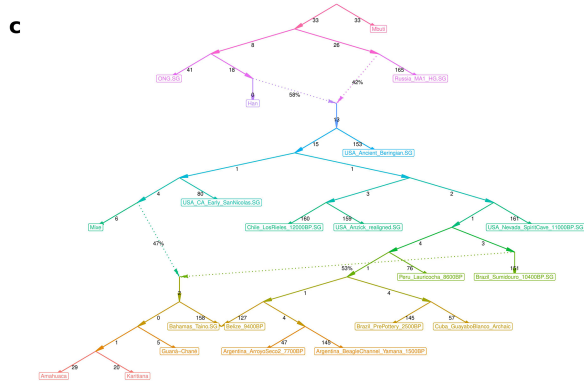 c
33 33
Mbuti
8 26
41 18 165
ONG.SG Russia_MA1_HG.SG
Han
58% 42%
15 153
USA_Ancient_Beringian.SG
1 1
4 80 3 2
USA_CA_Early_SanNicolas.SG
6 160 159 1 161
Mixe Chile_LosRieles_12000BP.SG USA_Anzick_realigned.SG USA_Nevada_SpiritCave_11000BP.SG
47% 4 3
53% 1 76 Peru_Lauricocha_8600BP Brazil_Sumidouro_10400BP.SG
1 4
0 158 127 4 145 57
Bahamas_Taino.SG Belize_9400BP Brazil_PrePottery_2500BP Cuba_GuayaboBlanco_Archaic
1 5 47 145
Guaná-Chané Argentina_ArroyoSeco2_7700BP Argentina_BeagleChannel_Yamana_1500BP
29 20
Amahuaca Karitiana